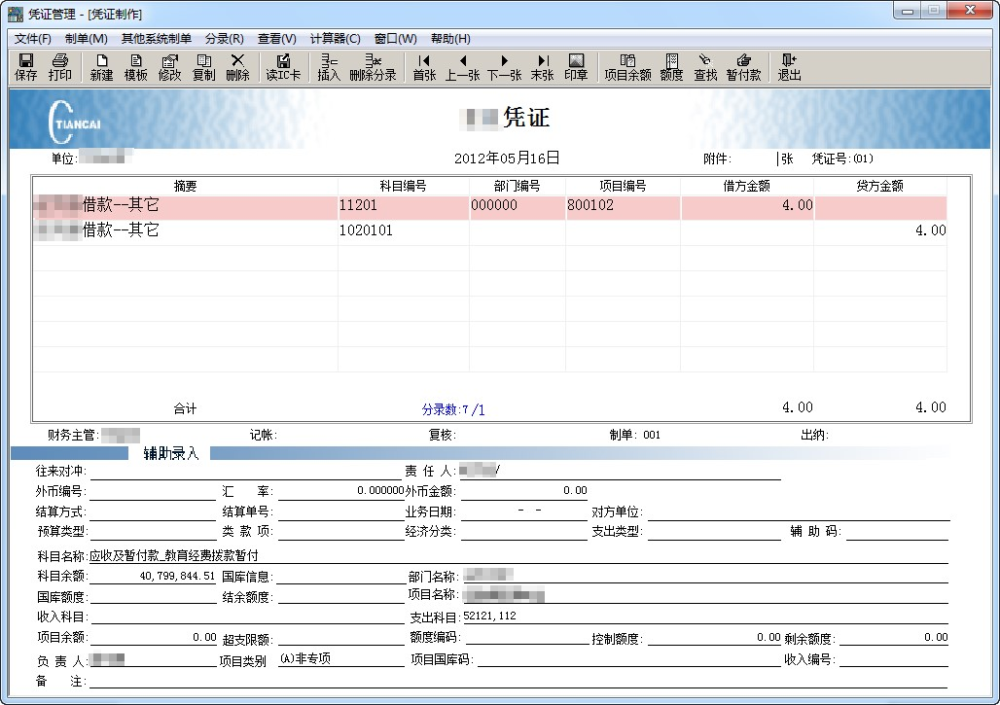 凭证管理 - [凭证制作]
文件(F) 制单(M) 其他系统制单 分录(R) 查看(V) 计算器(C) 窗口(W) 帮助(H)
保存 打印 新建 模板 修改 复制 删除 读IC卡 插入 删除分录 首张 上一张 下一张 末张 印章 项目余额 额度 查找 暂付款 退出
TIANCAI
凭证
单位: 2012年05月16日 附件: 张 凭证号:(01)
摘要 科目编号 部门编号 项目编号 借方金额 贷方金额
借款--其它 11201 000000 800102 4.00
借款--其它 1020101 4.00
合计 分录数:7 /1 4.00 4.00
财务主管: 记帐: 复核: 制单: 001 出纳:
辅助录入
往来对冲: 责 任 人: /
外币编号: 汇 率: 0.000000 外币金额: 0.00
结算方式: 结算单号: 业务日期: - - 对方单位:
预算类型: 类 款 项: 经济分类: 支出类型: 辅 助 码:
科目名称: 应收及暂付款_教育经费拨款暂付
科目余额: 40,799,844.51 国库信息: 部门名称:
国库额度: 结余额度: 项目名称:
收入科目: 支出科目: 52121,112
项目余额: 0.00 超支限额: 额度编码: 控制额度: 0.00 剩余额度: 0.00
负 责 人: 项目类别 (A)非专项 项目国库码: 收入编号:
备 注: